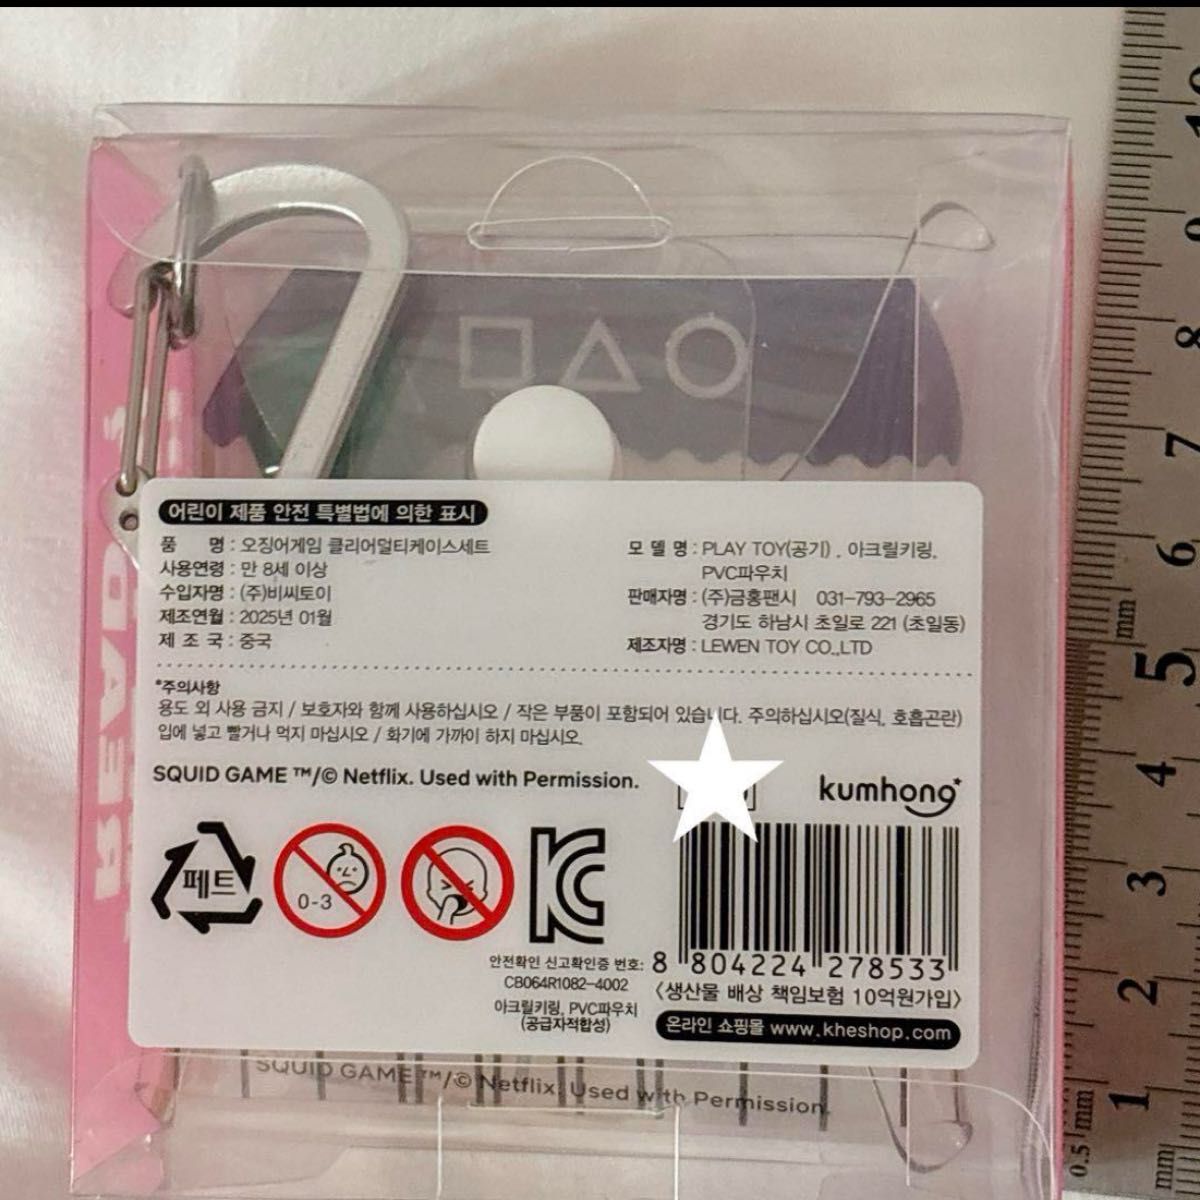 어린이 제품 안전 특별법에 의한 표시
품 명 : 오징어게임 클리어덜티케이스세트
사용연령 : 만 8세 이상
수입자명 : (주)비씨토이
제조연월 : 2025년 01월
제 조 국 : 중국
모 델 명 : PLAY TOY(공기) , 아크릴키링,
PVC파우치
판매자명 : (주)금홍팬시 031-793-2965
경기도 하남시 초일로 221 (초일동)
제조자명 : LEWEN TOY CO.,LTD
*주의사항
용도 외 사용 금지 / 보호자와 함께 사용하십시오 / 작은 부품이 포함되어 있습니다. 주의하십시오(질식, 호흡곤란)
입에 넣고 빨거나 먹지 마십시오 / 화기에 가까이 하지 마십시오.
SQUID GAME ™/© Netflix. Used with Permission.
kumhong
페트
0-3
안전확인 신고확인증 번호:
CB064R1082-4002
아크릴키링, PVC파우치
(공급자적합성)
8 804224 278533
<생산물 배상 책임보험 10억원가입>
온라인 쇼핑몰 www.kheshop.com
SQUID GAME ™/© Netflix. Used with Permission.
10
mm
9
8
7
6
mm
5
4
3
2
1
0.5 mm
mm